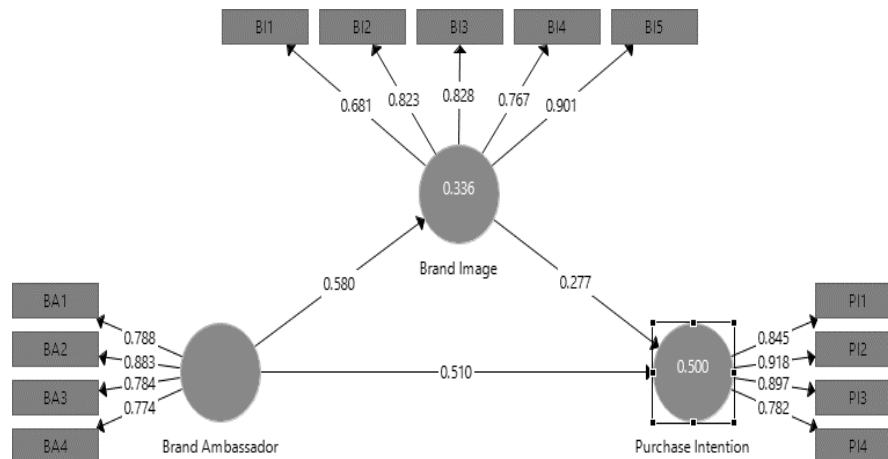 BI1 BI2 BI3 BI4 BI5
0.681 0.823 0.828 0.767 0.901
0.336
Brand Image
0.580 0.277
BA1
BA2
BA3
BA4
0.788
0.883
0.784
0.774
Brand Ambassador
0.510
0.500
Purchase Intention
0.845
0.918
0.897
0.782
PI1
PI2
PI3
PI4